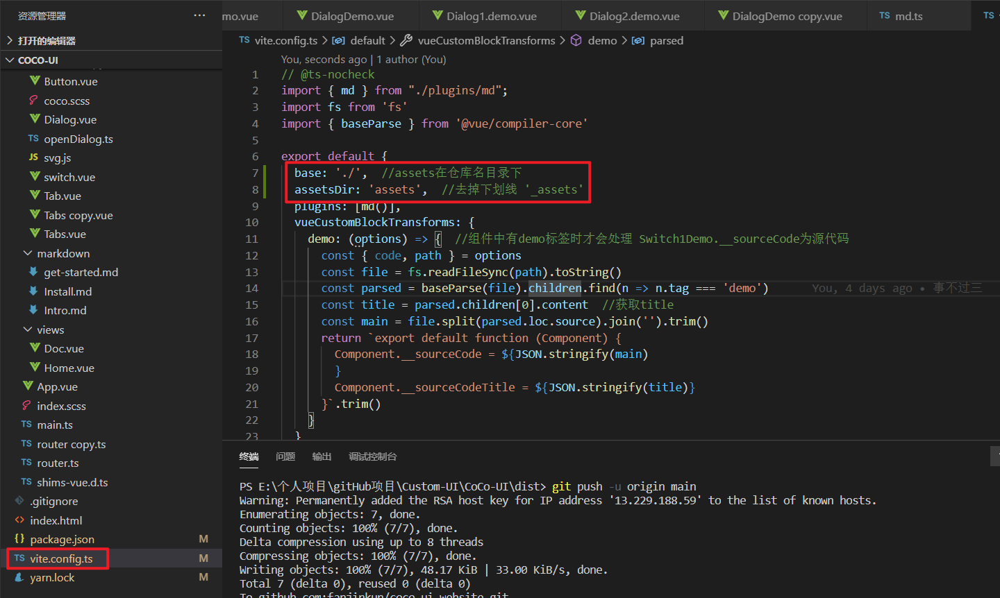 资源管理器 ···
打开的编辑器
COCO-UI
Button.vue
coco.scss
Dialog.vue
TS openDialog.ts
JS svg.js
switch.vue
Tab.vue
Tabs copy.vue
Tabs.vue
markdown
get-started.md
Install.md
Intro.md
views
Doc.vue
Home.vue
App.vue
index.scss
TS main.ts
TS router copy.ts
TS router.ts
TS shims-vue.d.ts
.gitignore
index.html
package.json M
TS vite.config.ts M
yarn.lock M
mo.vue DialogDemo.vue Dialog1.demo.vue Dialog2.demo.vue DialogDemo copy.vue TS md.ts TS
TS vite.config.ts > default > vueCustomBlockTransforms > demo > parsed
You, seconds ago | 1 author (You)
1 // @ts-nocheck
2 import { md } from "./plugins/md";
3 import fs from 'fs'
4 import { baseParse } from '@vue/compiler-core'
5
6 export default {
7 base: './', //assets在仓库名目录下
8 assetsDir: 'assets', //去掉下划线 '_assets'
9 plugins: [md()],
10 vueCustomBlockTransforms: {
11 demo: (options) => { //组件中有demo标签时才会处理 Switch1Demo.__sourceCode为源代码
12 const { code, path } = options
13 const file = fs.readFileSync(path).toString()
14 const parsed = baseParse(file).children.find(n => n.tag === 'demo') You, 4 days ago • 事不过三
15 const title = parsed.children[0].content //获取title
16 const main = file.split(parsed.loc.source).join('').trim()
17 return `export default function (Component) {
18 Component.__sourceCode = ${JSON.stringify(main)
19 }
20 Component.__sourceCodeTitle = ${JSON.stringify(title)}
21 }`.trim()
22 }
23 }
终端 问题 输出 调试控制台
PS E:\个人项目\gitHub项目\Custom-UI\CoCo-UI\dist> git push -u origin main
Warning: Permanently added the RSA host key for IP address '13.229.188.59' to the list of known hosts.
Enumerating objects: 7, done.
Counting objects: 100% (7/7), done.
Delta compression using up to 8 threads
Compressing objects: 100% (7/7), done.
Writing objects: 100% (7/7), 48.17 KiB | 33.00 KiB/s, done.
Total 7 (delta 0), reused 0 (delta 0)
To github.com:fanjinkun/coco-ui-website.git